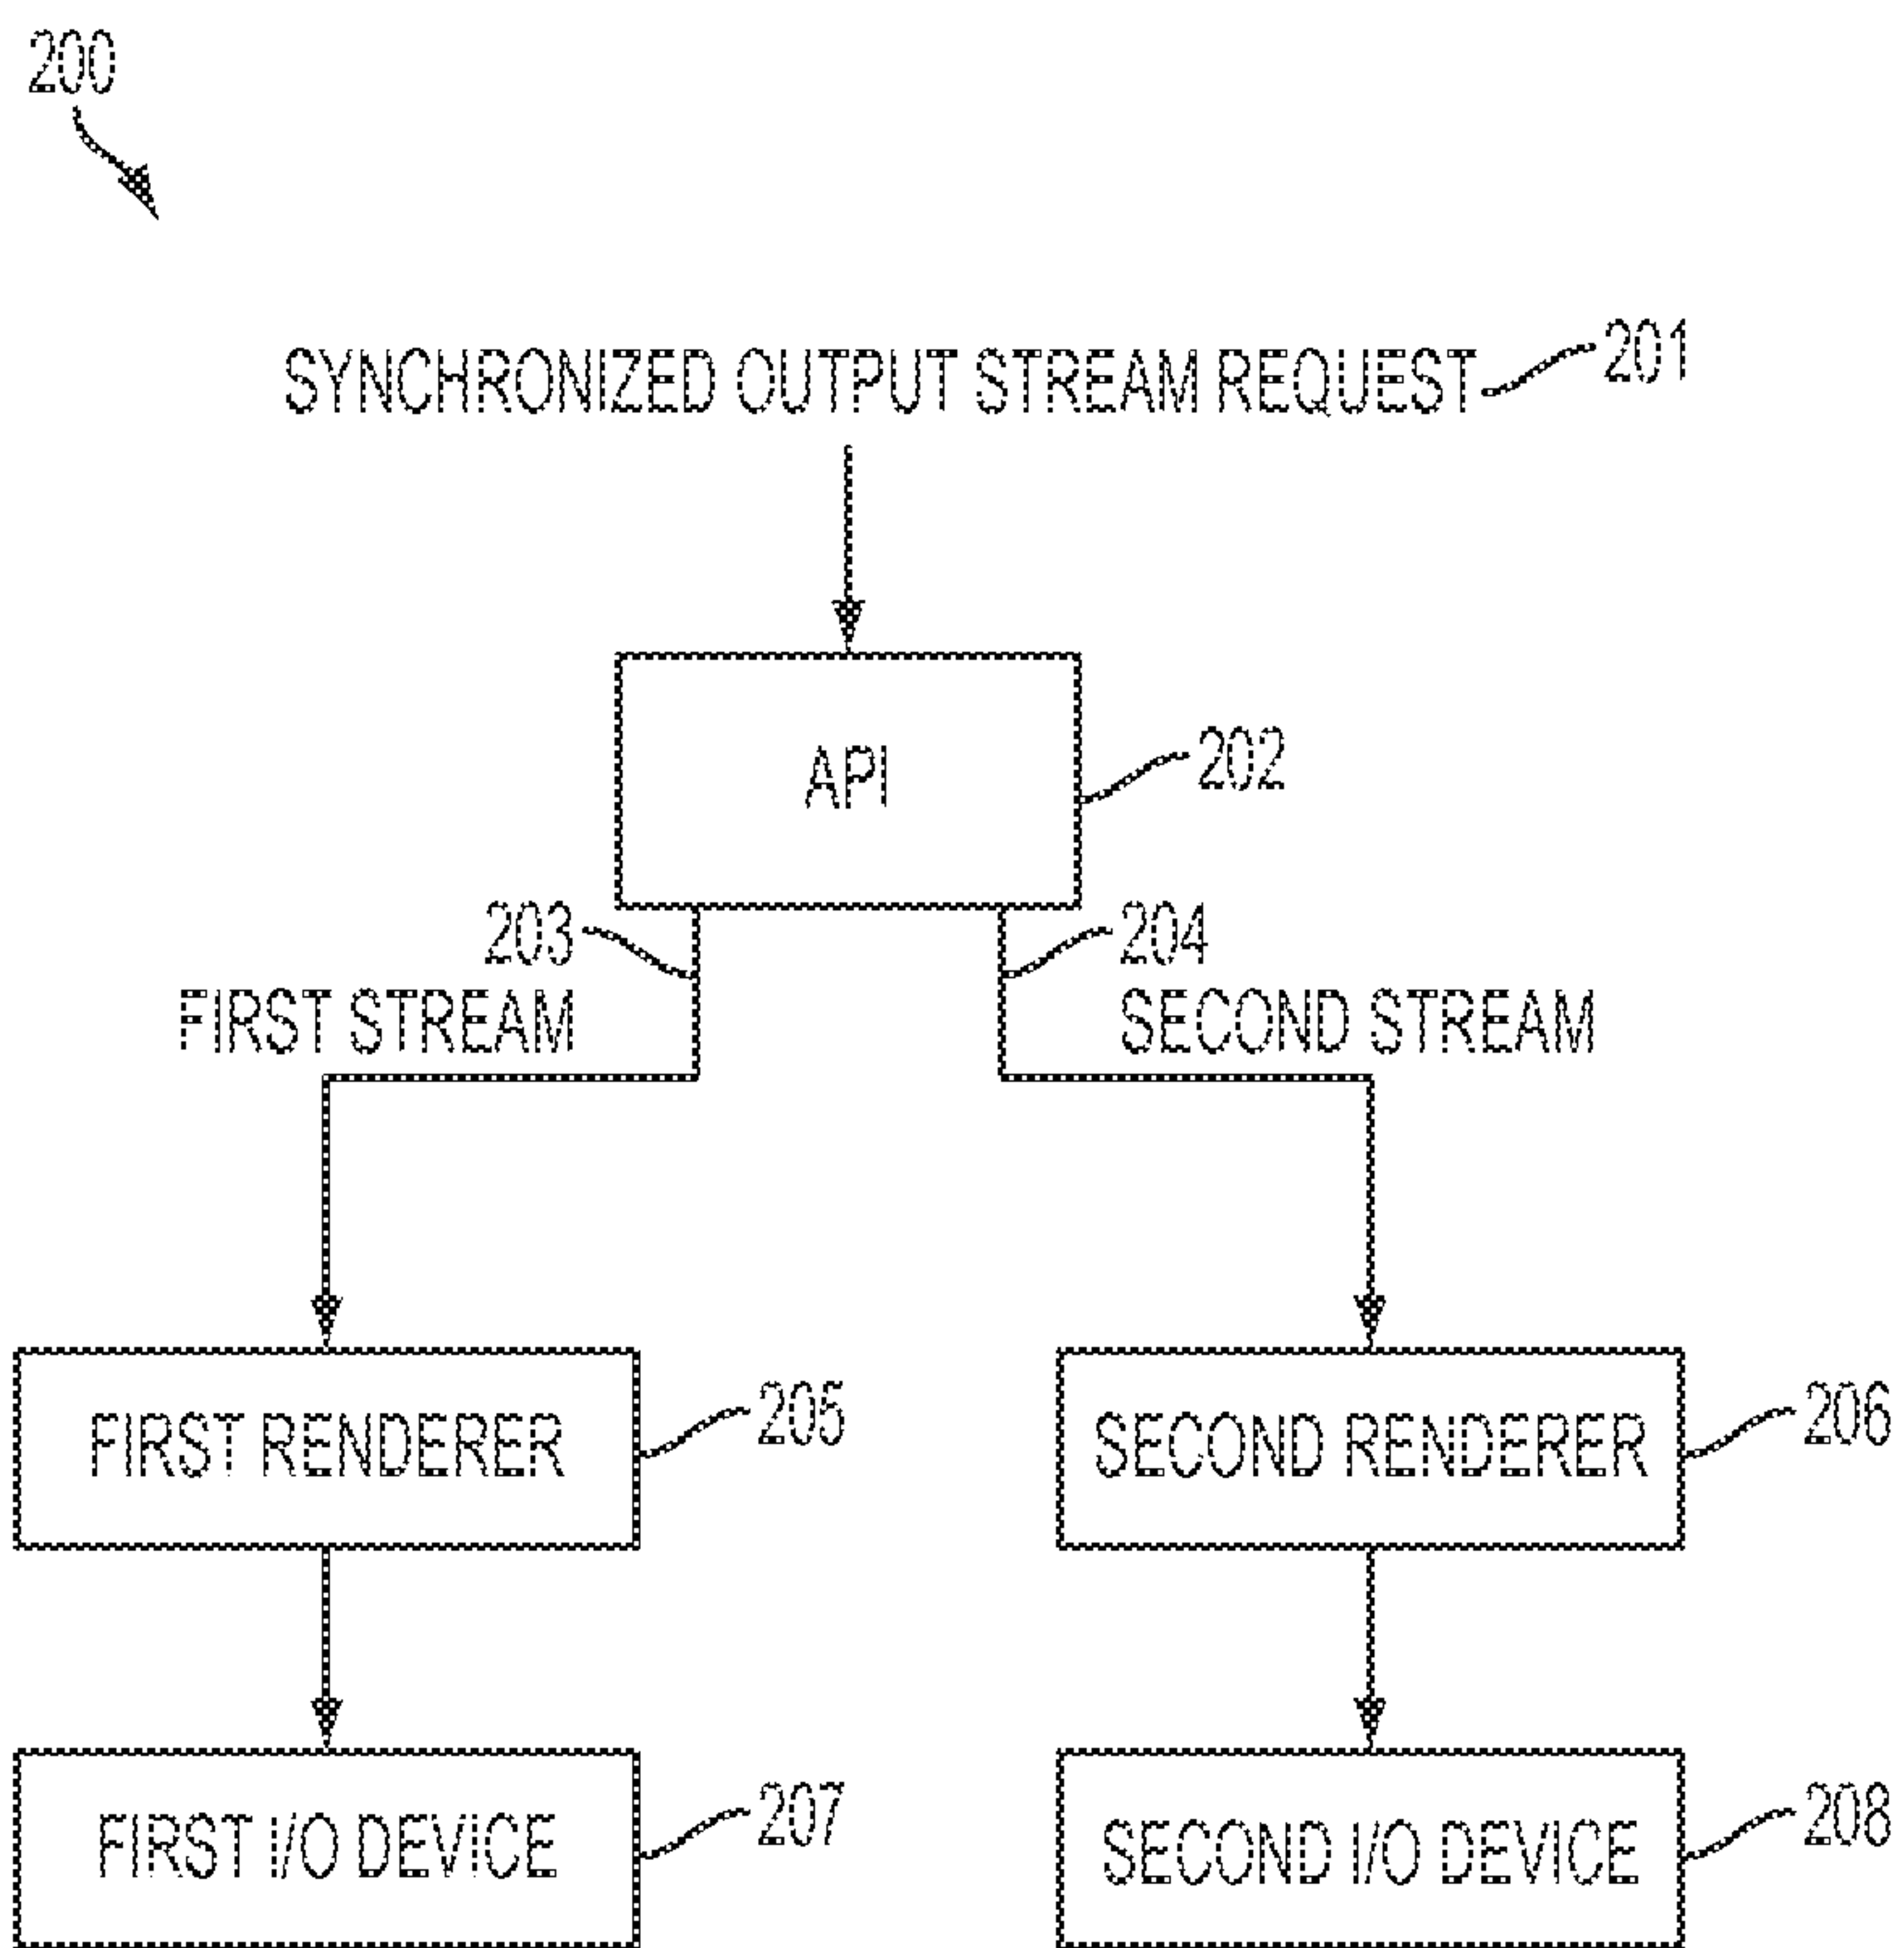 200
SYNCHRONIZED OUTPUT STREAM REQUEST 201
API 202
203 204
FIRST STREAM SECOND STREAM
FIRST RENDERER 205 SECOND RENDERER 206
FIRST I/O DEVICE 207 SECOND I/O DEVICE 208